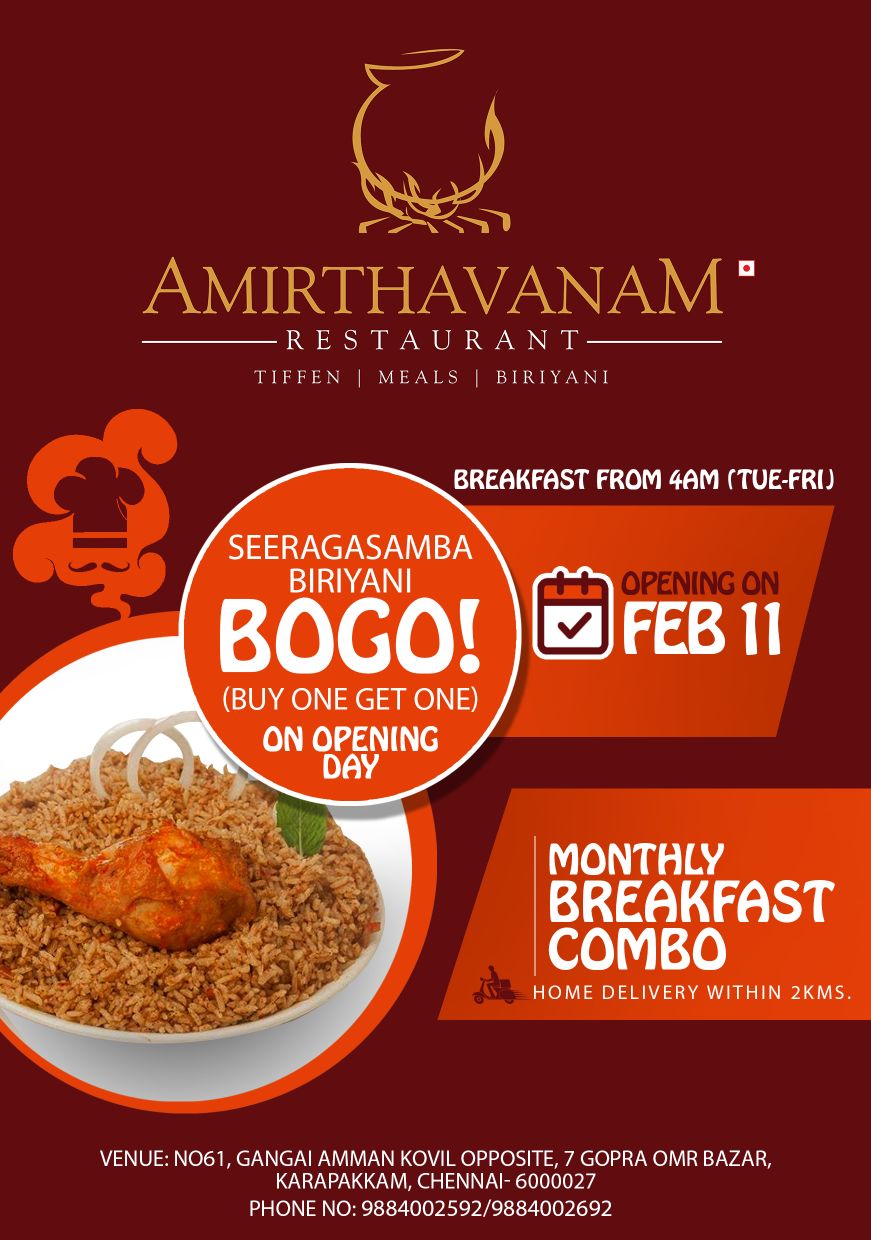 AMIRTHAVANAM
RESTAURANT
TIFFEN | MEALS | BIRIYANI
BREAKFAST FROM 4AM (TUE-FRI)
SEERAGASAMBA
BIRIYANI
BOGO!
(BUY ONE GET ONE)
ON OPENING
DAY
OPENING ON
FEB 11
MONTHLY
BREAKFAST
COMBO
HOME DELIVERY WITHIN 2KMS.
VENUE: NO61, GANGAI AMMAN KOVIL OPPOSITE, 7 GOPRA OMR BAZAR,
KARAPAKKAM, CHENNAI- 6000027
PHONE NO: 9884002592/9884002692